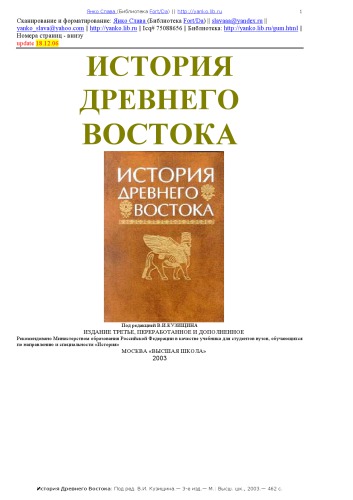 Янко Слава (Библиотека Fort/Da) || http://yanko.lib.ru 1
Сканирование и форматирование: Янко Слава (Библиотека Fort/Da) || slavaaa@yandex.ru ||
yanko_slava@yahoo.com || http://yanko.lib.ru || Icq# 75088656 || Библиотека: http://yanko.lib.ru/gum.html ||
Номера страниц - внизу
update 18.12.06
ИСТОРИЯ
ДРЕВНЕГО
ВОСТОКА
ИСТОРИЯ
ДРЕВНЕГО
ВОСТОКА
Под редакцией В.И.КУЗИЩИНА
ИЗДАНИЕ ТРЕТЬЕ, ПЕРЕРАБОТАННОЕ И ДОПОЛНЕННОЕ
Рекомендовано Министерством образования Российской Федерации в качестве учебника для студентов вузов, обучающихся
по направлению и специальности «История»
МОСКВА «ВЫСШАЯ ШКОЛА»
2003
История Древнего Востока: Под ред. В.И. Кузищина — 3-е изд. — М.: Высш. шк., 2003 — 462 с.